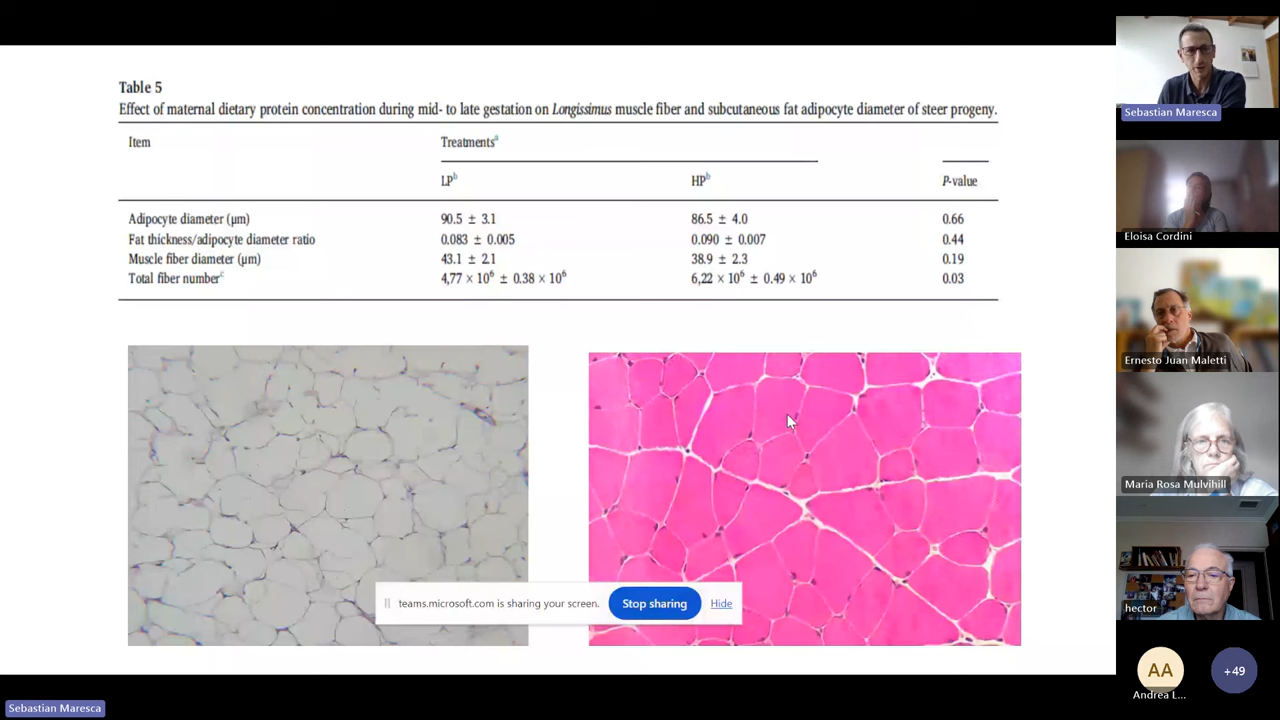 Table 5
Effect of maternal dietary protein concentration during mid- to late gestation on Longissimus muscle fiber and subcutaneous fat adipocyte diameter of steer progeny.
Item Treatmentsᵃ
LPᵇ HPᵇ P-value
Adipocyte diameter (μm) 90.5 ± 3.1 86.5 ± 4.0 0.66
Fat thickness/adipocyte diameter ratio 0.083 ± 0.005 0.090 ± 0.007 0.44
Muscle fiber diameter (μm) 43.1 ± 2.1 38.9 ± 2.3 0.19
Total fiber numberᶜ 4,77 × 10⁶ ± 0.38 × 10⁶ 6,22 × 10⁶ ± 0.49 × 10⁶ 0.03
teams.microsoft.com is sharing your screen. Stop sharing Hide
Sebastian Maresca
Eloisa Cordini
Ernesto Juan Maletti
Maria Rosa Mulvihill
hector
AA +49
Andrea L...
Sebastian Maresca